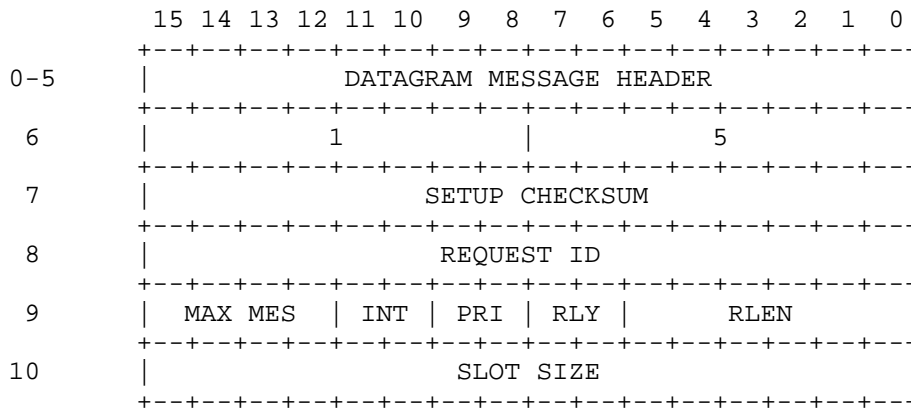 15 14 13 12 11 10 9 8 7 6 5 4 3 2 1 0
+--+--+--+--+--+--+--+--+--+--+--+--+--+--+--+--
0-5 | DATAGRAM MESSAGE HEADER
+--+--+--+--+--+--+--+--+--+--+--+--+--+--+--+--
6 | 1 | 5
+--+--+--+--+--+--+--+--+--+--+--+--+--+--+--+--
7 | SETUP CHECKSUM
+--+--+--+--+--+--+--+--+--+--+--+--+--+--+--+--
8 | REQUEST ID
+--+--+--+--+--+--+--+--+--+--+--+--+--+--+--+--
9 | MAX MES | INT | PRI | RLY | RLEN
+--+--+--+--+--+--+--+--+--+--+--+--+--+--+--+--
10 | SLOT SIZE
+--+--+--+--+--+--+--+--+--+--+--+--+--+--+--+--